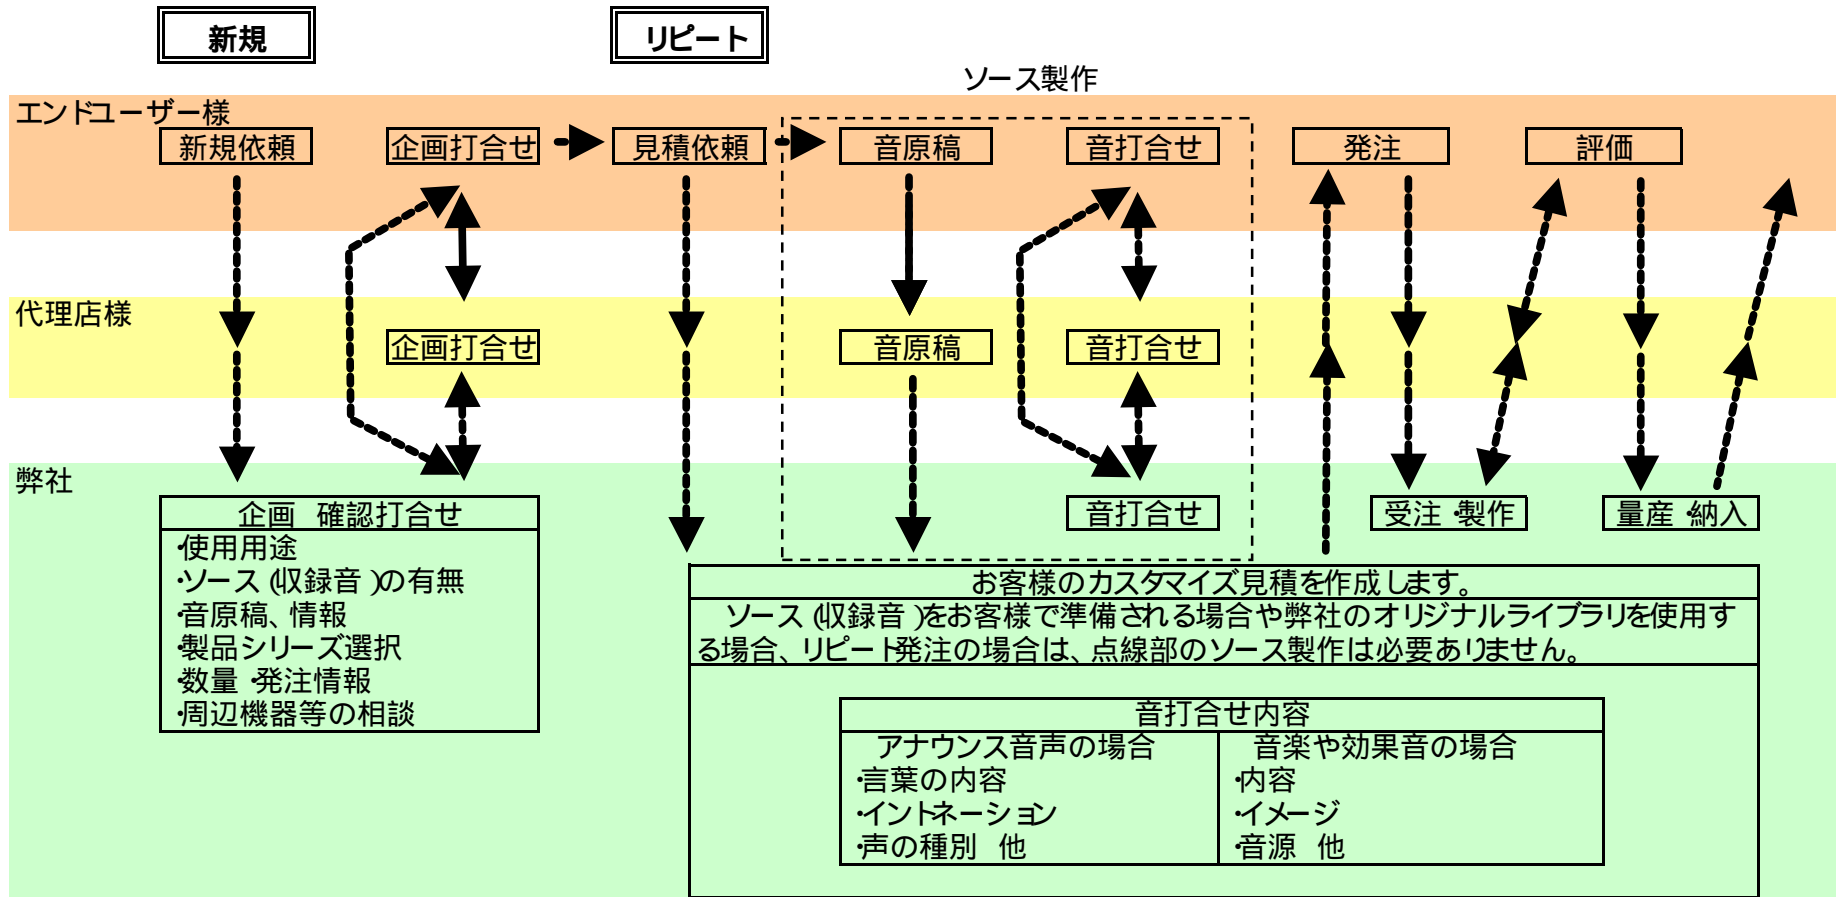 新規
リピート
ソース製作
エンドユーザー様
新規依頼
企画打合せ
見積依頼
音原稿
音打合せ
発注
評価
代理店様
企画打合せ
音原稿
音打合せ
弊社
音打合せ
受注・製作
量産・納入
企画 確認打合せ
・使用用途
・ソース(収録音)の有無
・音原稿、情報
・製品シリーズ選択
・数量・発注情報
・周辺機器等の相談
お客様のカスタマイズ見積を作成します。
ソース(収録音)をお客様で準備される場合や弊社のオリジナルライブラリを使用す
る場合、リピート発注の場合は、点線部のソース製作は必要ありません。
音打合せ内容
アナウンス音声の場合
・言葉の内容
・イントネーション
・声の種別 他
音楽や効果音の場合
・内容
・イメージ
・音源 他